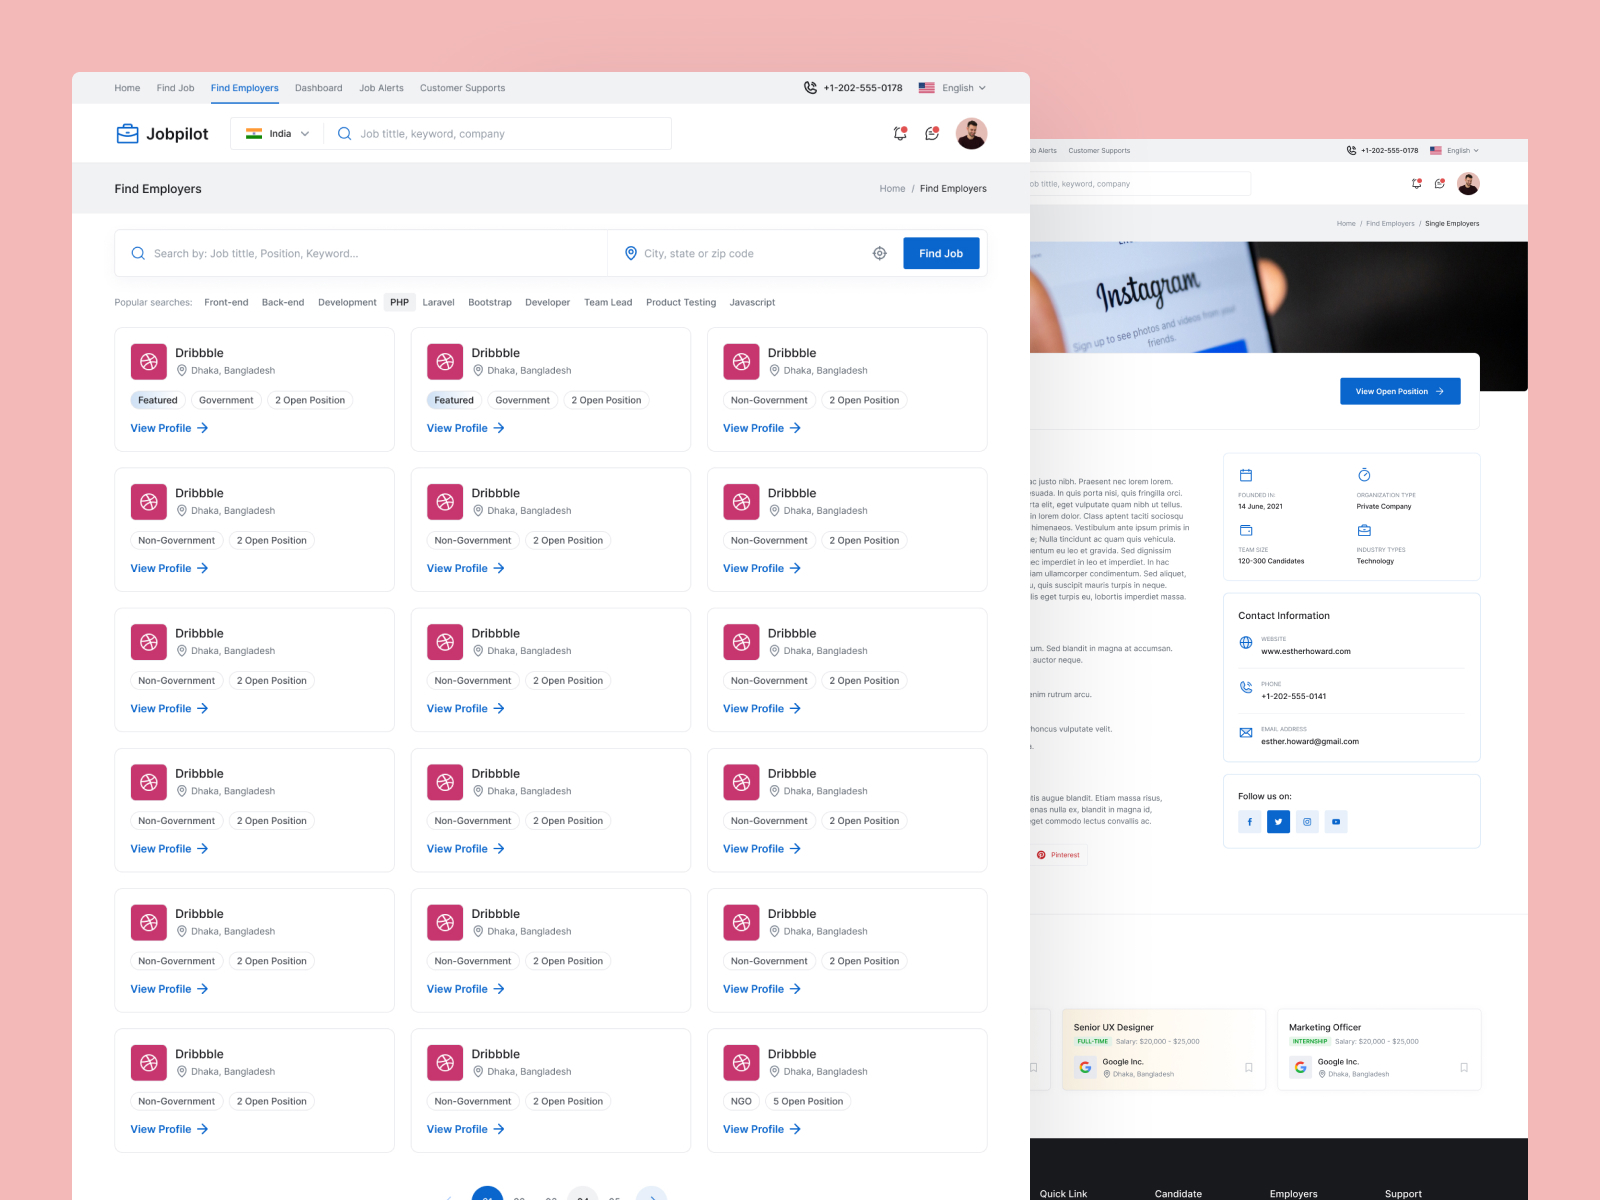 Home Find Job Find Employers Dashboard Job Alerts Customer Supports +1-202-555-0178 English
Jobpilot India Job tittle, keyword, company
Find Employers Home / Find Employers
Search by: Job tittle, Position, Keyword... City, state or zip code Find Job
Popular searches: Front-end Back-end Development PHP Laravel Bootstrap Developer Team Lead Product Testing Javascript
Dribbble Dribbble Dribbble
Dhaka, Bangladesh Dhaka, Bangladesh Dhaka, Bangladesh
Featured Government 2 Open Position Featured Government 2 Open Position Non-Government 2 Open Position
View Profile View Profile View Profile
Dribbble Dribbble Dribbble
Dhaka, Bangladesh Dhaka, Bangladesh Dhaka, Bangladesh
Non-Government 2 Open Position Non-Government 2 Open Position Non-Government 2 Open Position
View Profile View Profile View Profile
Dribbble Dribbble Dribbble
Dhaka, Bangladesh Dhaka, Bangladesh Dhaka, Bangladesh
Non-Government 2 Open Position Non-Government 2 Open Position Non-Government 2 Open Position
View Profile View Profile View Profile
Dribbble Dribbble Dribbble
Dhaka, Bangladesh Dhaka, Bangladesh Dhaka, Bangladesh
Non-Government 2 Open Position Non-Government 2 Open Position Non-Government 2 Open Position
View Profile View Profile View Profile
Dribbble Dribbble Dribbble
Dhaka, Bangladesh Dhaka, Bangladesh Dhaka, Bangladesh
Non-Government 2 Open Position Non-Government 2 Open Position Non-Government 2 Open Position
View Profile View Profile View Profile
Dribbble Dribbble Dribbble
Dhaka, Bangladesh Dhaka, Bangladesh Dhaka, Bangladesh
Non-Government 2 Open Position Non-Government 2 Open Position NGO 5 Open Position
View Profile View Profile View Profile
Alerts Customer Supports +1-202-555-0178 English
tittle, keyword, company
Home / Find Employers / Single Employers
Instagram
Sign up to see photos and videos from your
friends.
View Open Position
justo nibh. Praesent nec lorem lorem.
In quis porta nisi, quis fringilla orci.
elit, eget vulputate quam nibh ut tellus.
in lorem dolor. Class aptent taciti sociosqu
himenaeos. Vestibulum ante ipsum primis in
Nulla tincidunt ac quam quis vehicula.
eu leo et gravida. Sed dignissim
imperdiet in leo et imperdiet. In hac
ullamcorper condimentum. Sed aliquet,
quis suscipit mauris turpis in neque.
eget turpis eu, lobortis imperdiet massa.
Sed blandit in magna at accumsan.
auctor neque.
rutrum arcu.
vulputate velit.
augue blandit. Etiam massa risus,
nulla ex, blandit in magna id,
eget commodo lectus convallis ac.
Pinterest
FOUNDED IN: ORGANIZATION TYPE
14 June, 2021 Private Company
TEAM SIZE INDUSTRY TYPES
120-300 Candidates Technology
Contact Information
WEBSITE
www.estherhoward.com
PHONE
+1-202-555-0141
EMAIL ADDRESS
esther.howard@gmail.com
Follow us on:
Senior UX Designer Marketing Officer
FULL-TIME Salary: $20,000 - $25,000 INTERNSHIP Salary: $20,000 - $25,000
Google Inc. Google Inc.
Dhaka, Bangladesh Dhaka, Bangladesh
Quick Link Candidate Employers Support